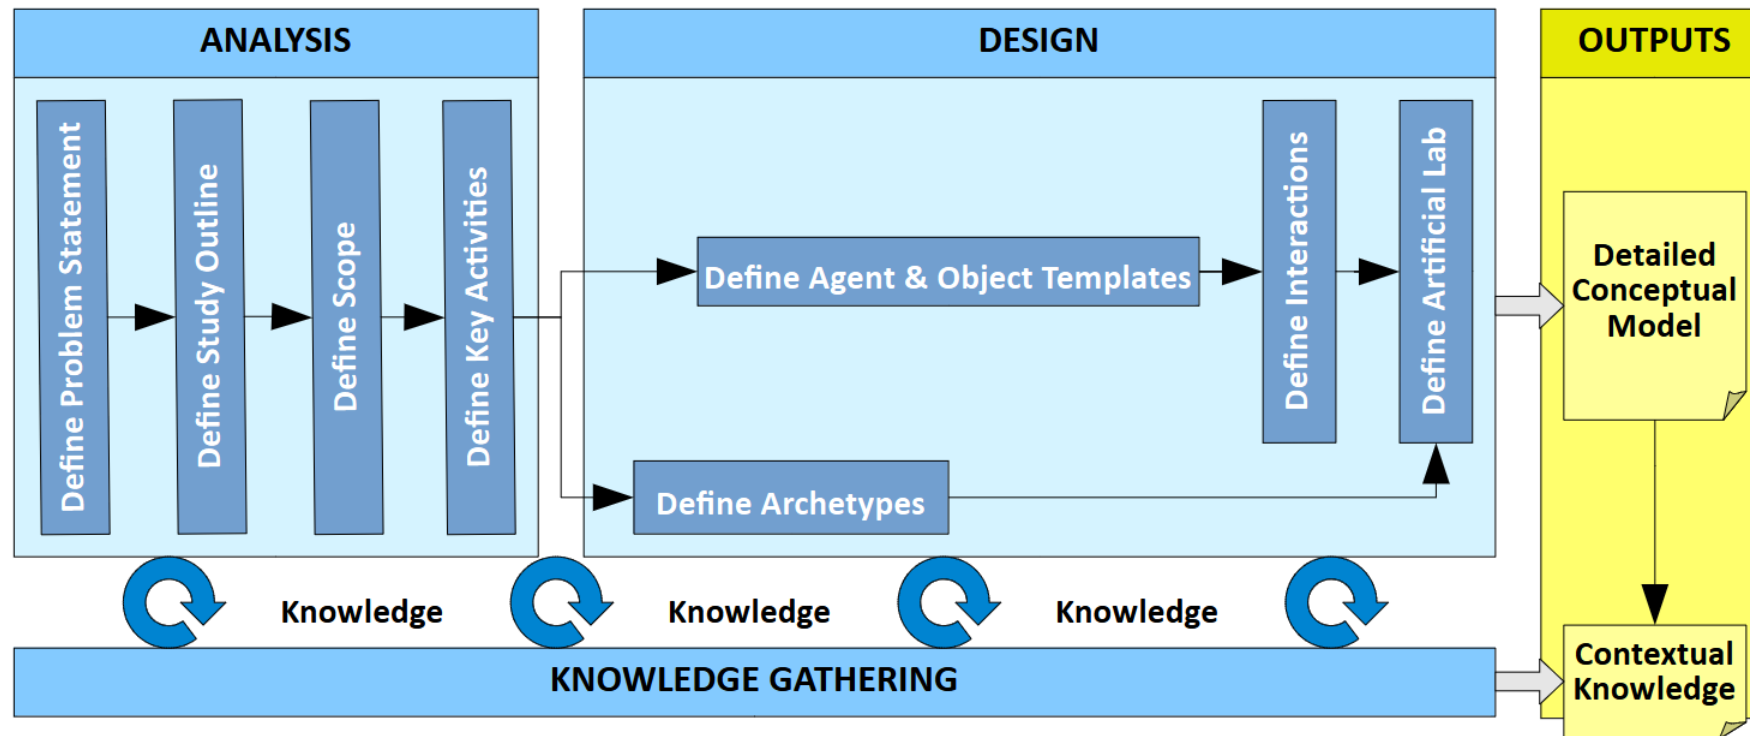 ANALYSIS
DESIGN
OUTPUTS
Define Problem Statement
Define Study Outline
Define Scope
Define Key Activities
Define Agent & Object Templates
Define Archetypes
Define Interactions
Define Artificial Lab
Detailed
Conceptual
Model
Knowledge
Knowledge
Knowledge
KNOWLEDGE GATHERING
Contextual
Knowledge